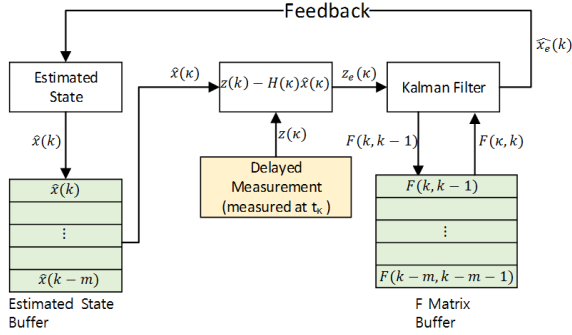 Feedback
Estimated
State
x̂(κ)
z(k) − H(κ)x̂(κ)
z_e(κ)
Kalman Filter
x̂_e(k)
x̂(k)
z(κ)
F(k, k − 1)
F(κ, k)
Delayed
Measurement
(measured at t_K )
x̂(k)
⋮
x̂(k − m)
F(k, k − 1)
⋮
F(k − m, k − m − 1)
Estimated State
Buffer
F Matrix
Buffer